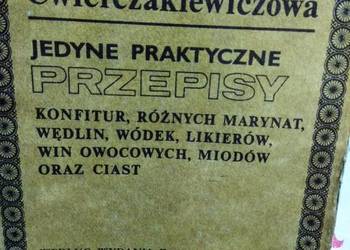 Ćwierczakiewiczowa
JEDYNE PRAKTYCZNE
PRZEPISY
KONFITUR, RÓŻNYCH MARYNAT,
WĘDLIN, WÓDEK, LIKIERÓW,
WIN OWOCOWYCH, MIODÓW
ORAZ CIAST